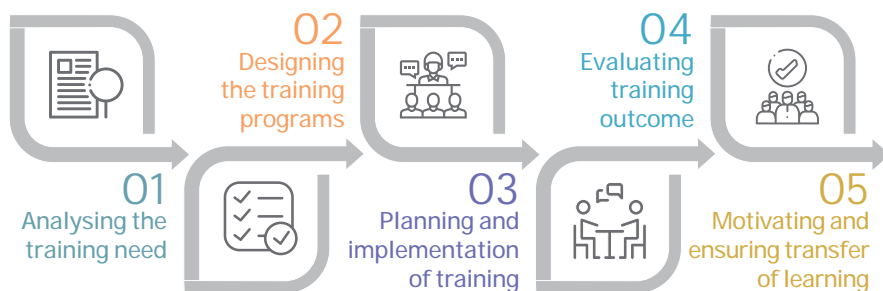 01
Analysing the
training need
02
Designing
the training
programs
03
Planning and
implementation
of training
04
Evaluating
training
outcome
05
Motivating and
ensuring transfer
of learning